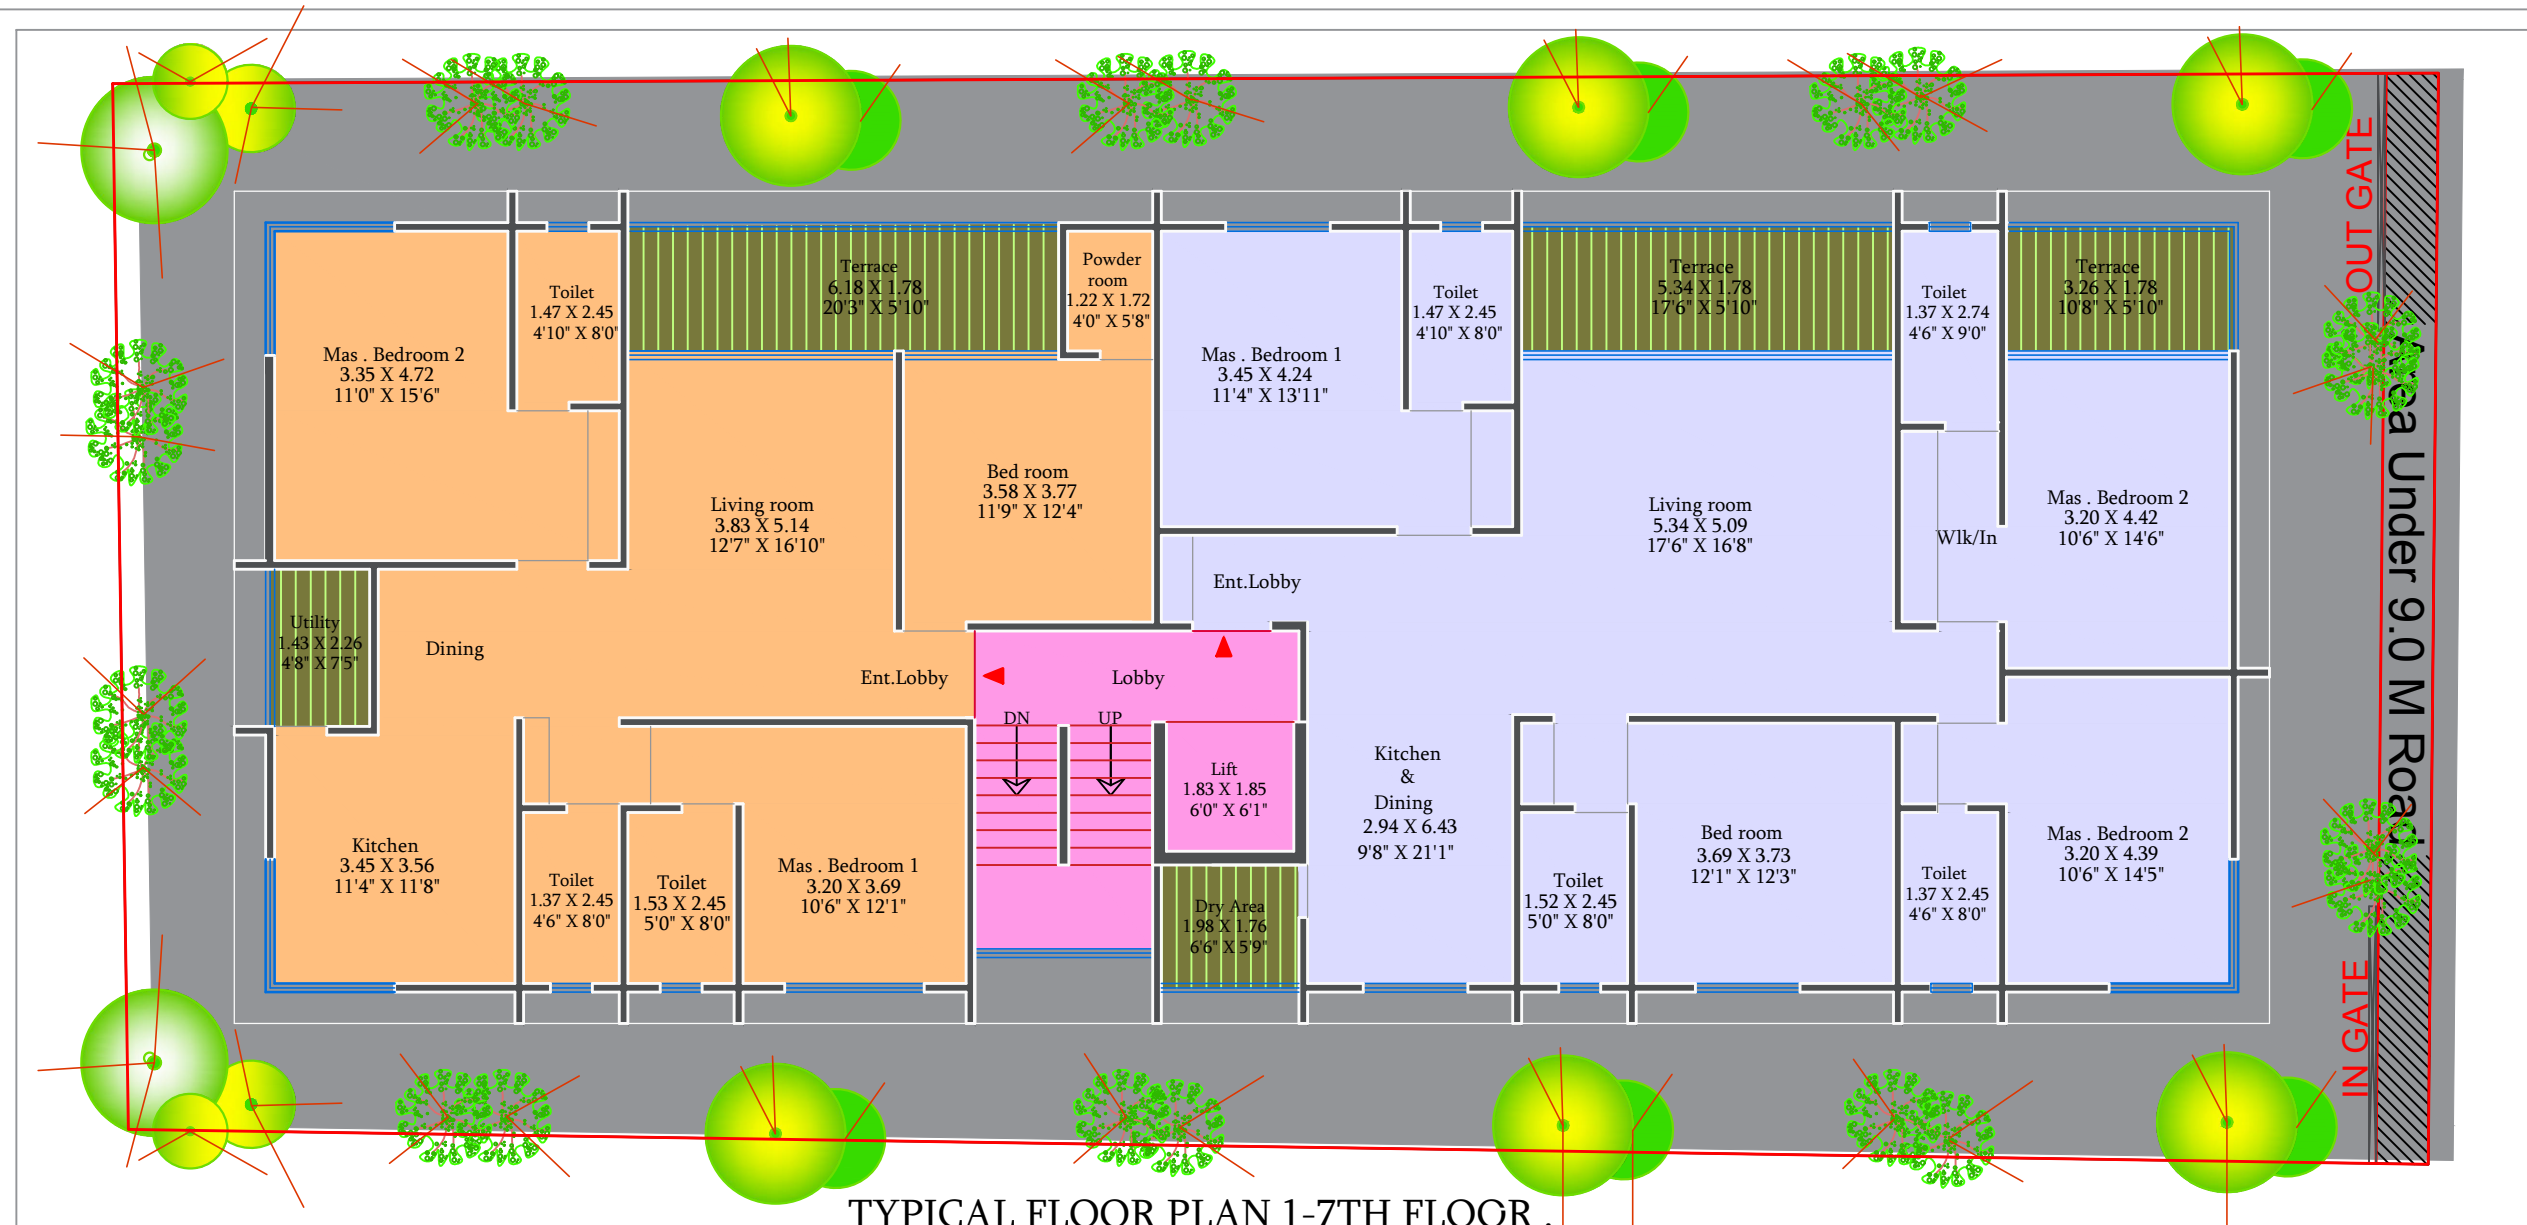 OUT GATE
Terrace
6.18 X 1.78
20'3" X 5'10"
Powder
room
1.22 X 1.72
4'0" X 5'8"
Toilet
1.47 X 2.45
4'10" X 8'0"
Toilet
1.47 X 2.45
4'10" X 8'0"
Terrace
5.34 X 1.78
17'6" X 5'10"
Toilet
1.37 X 2.74
4'6" X 9'0"
Terrace
3.26 X 1.78
10'8" X 5'10"
Mas . Bedroom 2
3.35 X 4.72
11'0" X 15'6"
Mas . Bedroom 1
3.45 X 4.24
11'4" X 13'11"
Living room
3.83 X 5.14
12'7" X 16'10"
Bed room
3.58 X 3.77
11'9" X 12'4"
Living room
5.34 X 5.09
17'6" X 16'8"
Wlk/In
Mas . Bedroom 2
3.20 X 4.42
10'6" X 14'6"
Area Under 9.0 M Road
Ent.Lobby
Utility
1.43 X 2.26
4'8" X 7'5"
Dining
Ent.Lobby
Lobby
DN
UP
Lift
1.83 X 1.85
6'0" X 6'1"
Kitchen
&
Dining
2.94 X 6.43
9'8" X 21'1"
Kitchen
3.45 X 3.56
11'4" X 11'8"
Toilet
1.37 X 2.45
4'6" X 8'0"
Toilet
1.53 X 2.45
5'0" X 8'0"
Mas . Bedroom 1
3.20 X 3.69
10'6" X 12'1"
Dry Area
1.98 X 1.76
6'6" X 5'9"
Toilet
1.52 X 2.45
5'0" X 8'0"
Bed room
3.69 X 3.73
12'1" X 12'3"
Toilet
1.37 X 2.45
4'6" X 8'0"
Mas . Bedroom 2
3.20 X 4.39
10'6" X 14'5"
IN GATE
TYPICAL FLOOR PLAN 1-7TH FLOOR .